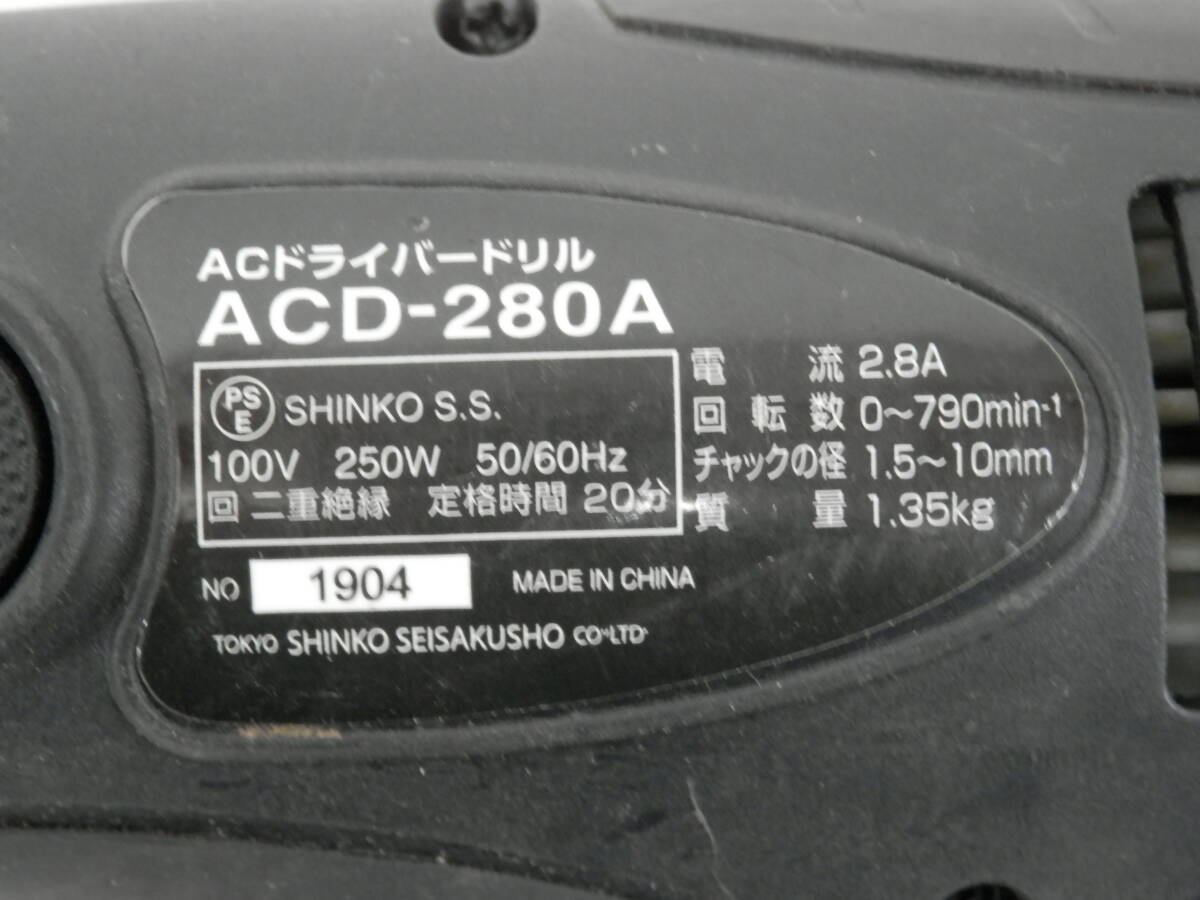 ACドライバードリル
ACD-280A
PS E SHINKO S.S.
100V 250W 50/60Hz
回 二重絶縁 定格時間 20分
電流 2.8A
回転数 0～790min-1
チャックの径 1.5～10mm
質量 1.35kg
NO 1904 MADE IN CHINA
TOKYO SHINKO SEISAKUSHO CO.,LTD.